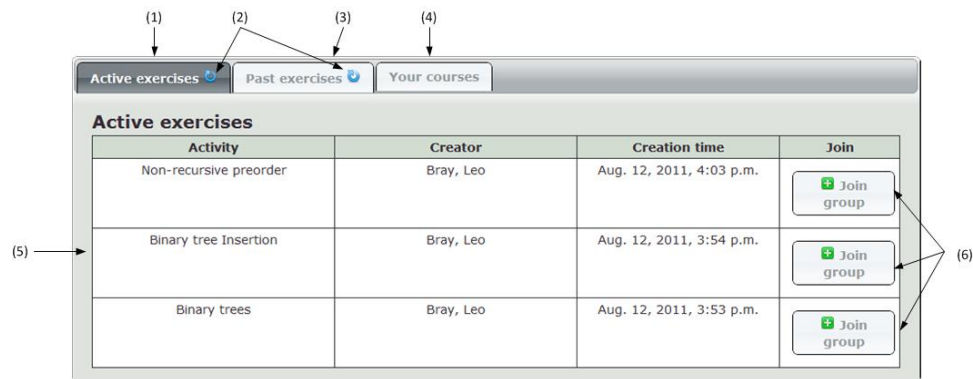 (1) (2) (3) (4)
Active exercises Past exercises Your courses
Active exercises
Activity Creator Creation time Join
Non-recursive preorder Bray, Leo Aug. 12, 2011, 4:03 p.m. Join
group
(5) Binary tree Insertion Bray, Leo Aug. 12, 2011, 3:54 p.m. Join
group
(6)
Binary trees Bray, Leo Aug. 12, 2011, 3:53 p.m. Join
group